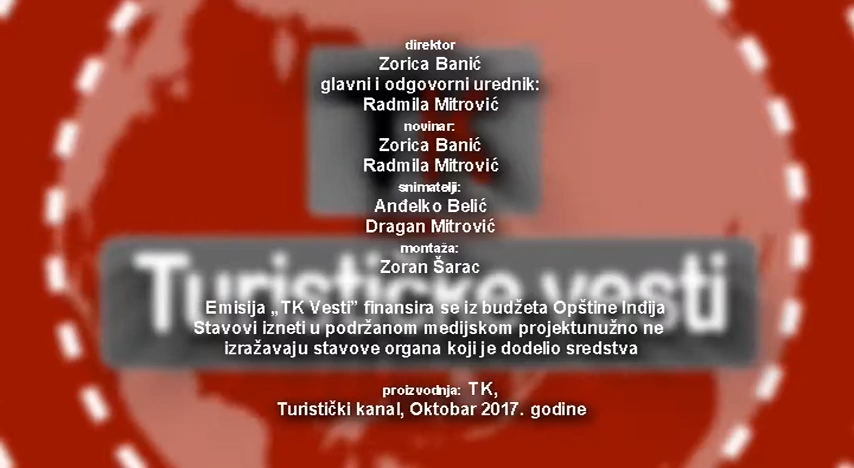 direktor
Zorica Banić
glavni i odgovorni urednik:
Radmila Mitrović
novinar:
Zorica Banić
Radmila Mitrović
snimatelji:
Anđelko Belić
Dragan Mitrović
montaža:
Zoran Šarac
Turističke vesti
Emisija „TK Vesti” finansira se iz budžeta Opštine Inđija
Stavovi izneti u podržanom medijskom projektunužno ne
izražavaju stavove organa koji je dodelio sredstva
proizvodnja: TK,
Turistički kanal, Oktobar 2017. godine